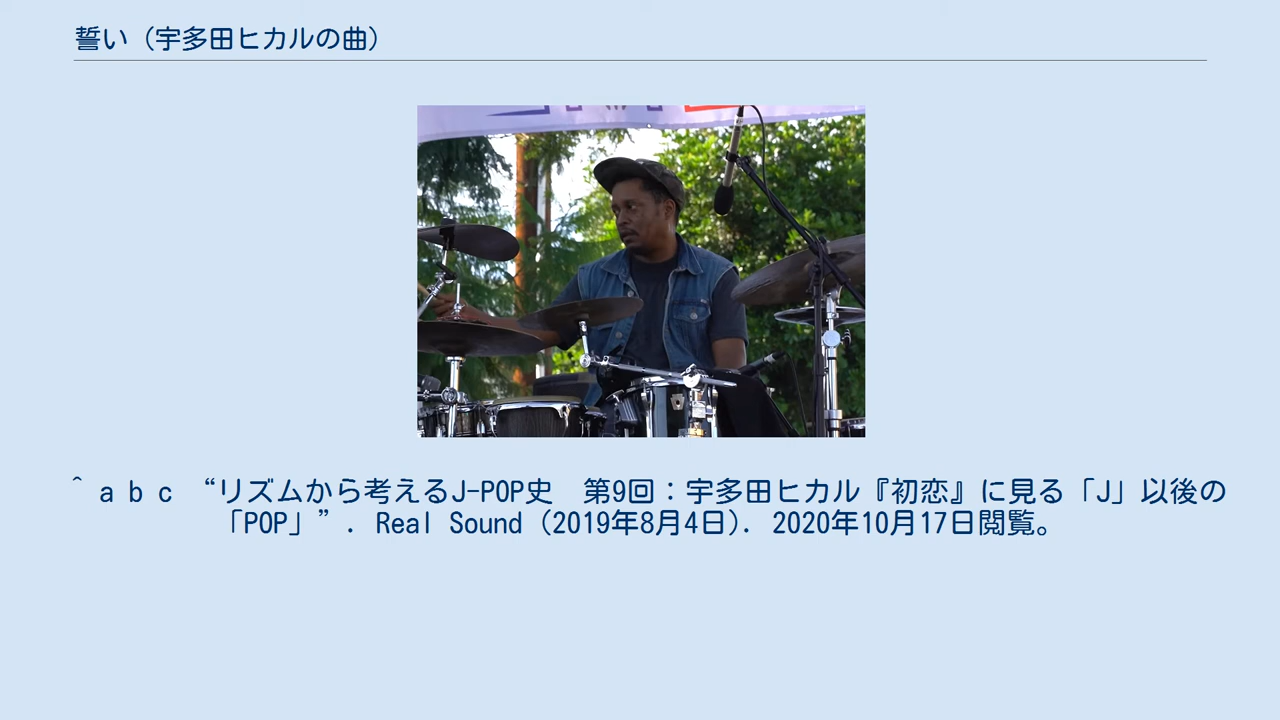 誓い（宇多田ヒカルの曲）
^ a b c “リズムから考えるJ-POP史　第9回：宇多田ヒカル『初恋』に見る「J」以後の
「POP」”. Real Sound (2019年8月4日). 2020年10月17日閲覧。